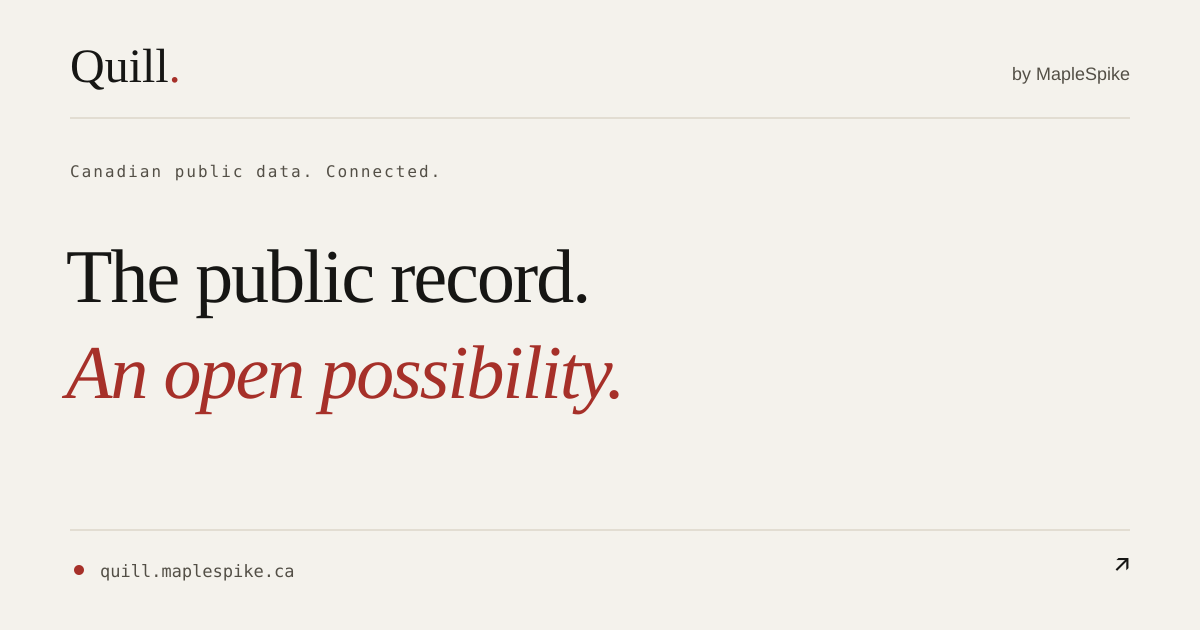 Quill.
by MapleSpike
Canadian public data. Connected.
The public record.
An open possibility.
quill.maplespike.ca